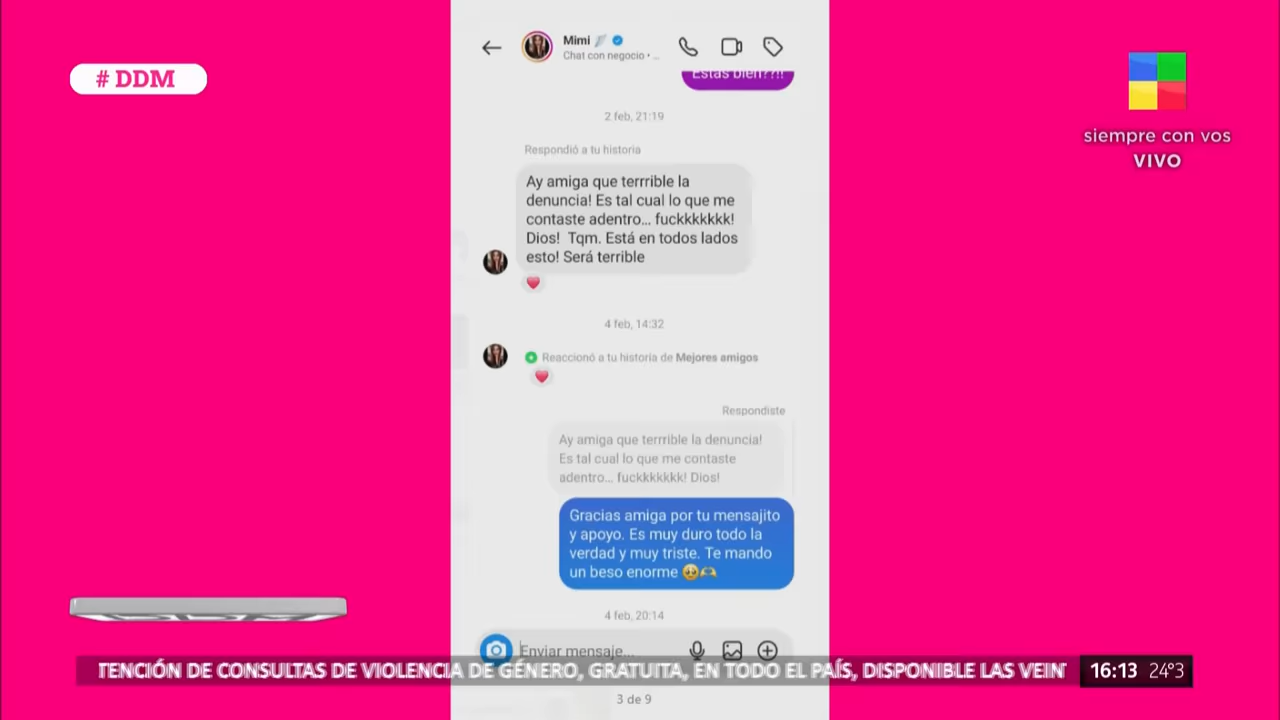 # DDM
siempre con vos
VIVO
Mimi
Chat con negocio • ...
Estás bien??!!
2 feb, 21:19
Respondió a tu historia
Ay amiga que terrrible la
denuncia! Es tal cual lo que me
contaste adentro... fuckkkkkkk!
Dios! Tqm. Está en todos lados
esto! Será terrible
4 feb, 14:32
Reaccionó a tu historia de Mejores amigos
Respondiste
Ay amiga que terrrible la denuncia!
Es tal cual lo que me contaste
adentro... fuckkkkkkk! Dios!
Gracias amiga por tu mensajito
y apoyo. Es muy duro todo la
verdad y muy triste. Te mando
un beso enorme 🥹🫶
4 feb, 20:14
Enviar mensaje...
TENCIÓN DE CONSULTAS DE VIOLENCIA DE GÉNERO, GRATUITA, EN TODO EL PAÍS, DISPONIBLE LAS VEINT
16:13 24°3
3 de 9